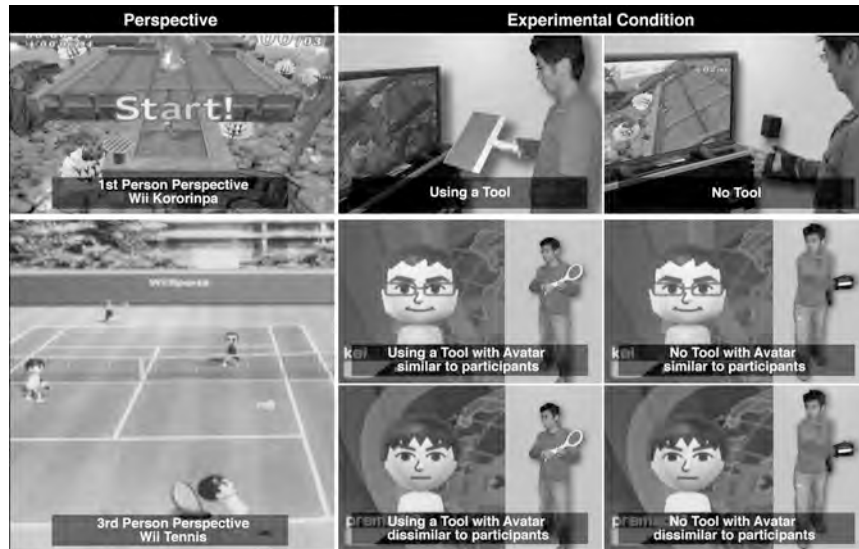 Perspective
Experimental Condition
Start!
1st Person Perspective
Wii Kororinpa
Using a Tool
No Tool
Wii Sports
3rd Person Perspective
Wii Tennis
kei
Using a Tool with Avatar
similar to participants
kei
No Tool with Avatar
similar to participants
Using a Tool with Avatar
dissimilar to participants
No Tool with Avatar
dissimilar to participants